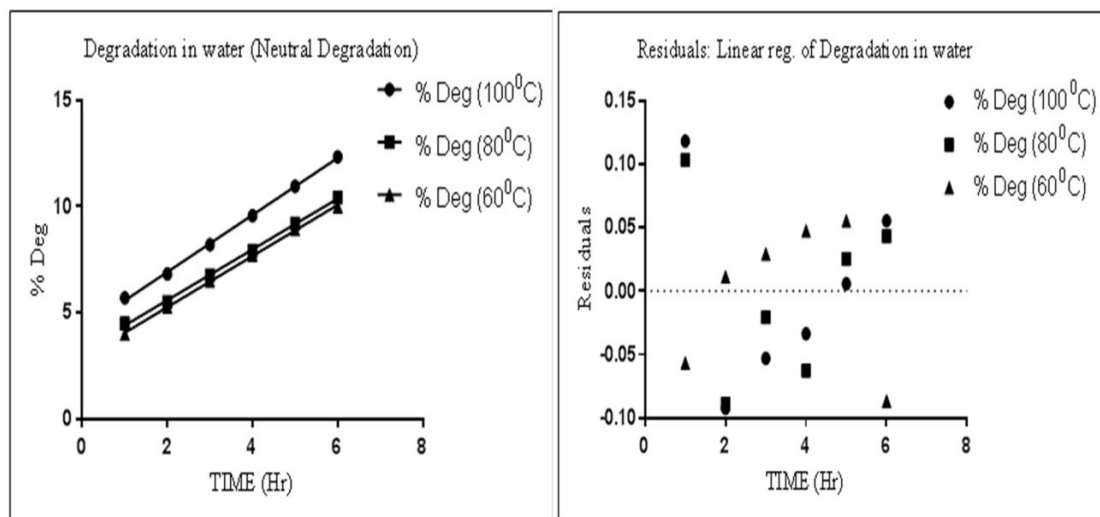 Degradation in water (Neutral Degradation)
% Deg (100⁰C)
% Deg (80⁰C)
% Deg (60⁰C)
15
10
5
0
% Deg
0
2
4
6
8
TIME (Hr)
Residuals: Linear reg. of Degradation in water
% Deg (100⁰C)
% Deg (80⁰C)
% Deg (60⁰C)
0.15
0.10
0.05
0.00
-0.05
-0.10
Residuals
0
2
4
6
8
TIME (Hr)